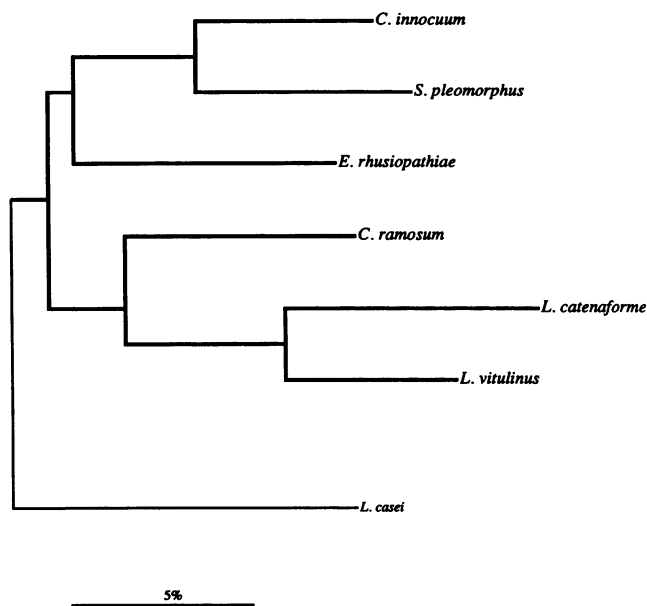 C. innocuum
S. pleomorphus
E. rhusiopathiae
C. ramosum
L. catenaforme
L. vitulinus
L. casei
5%